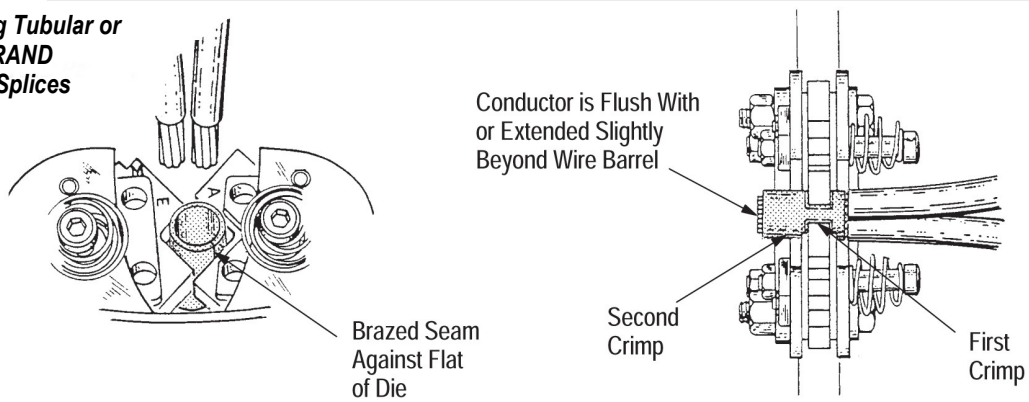 g Tubular or
RAND
Splices
E
A
Brazed Seam
Against Flat
of Die
Conductor is Flush With
or Extended Slightly
Beyond Wire Barrel
Second
Crimp
First
Crimp